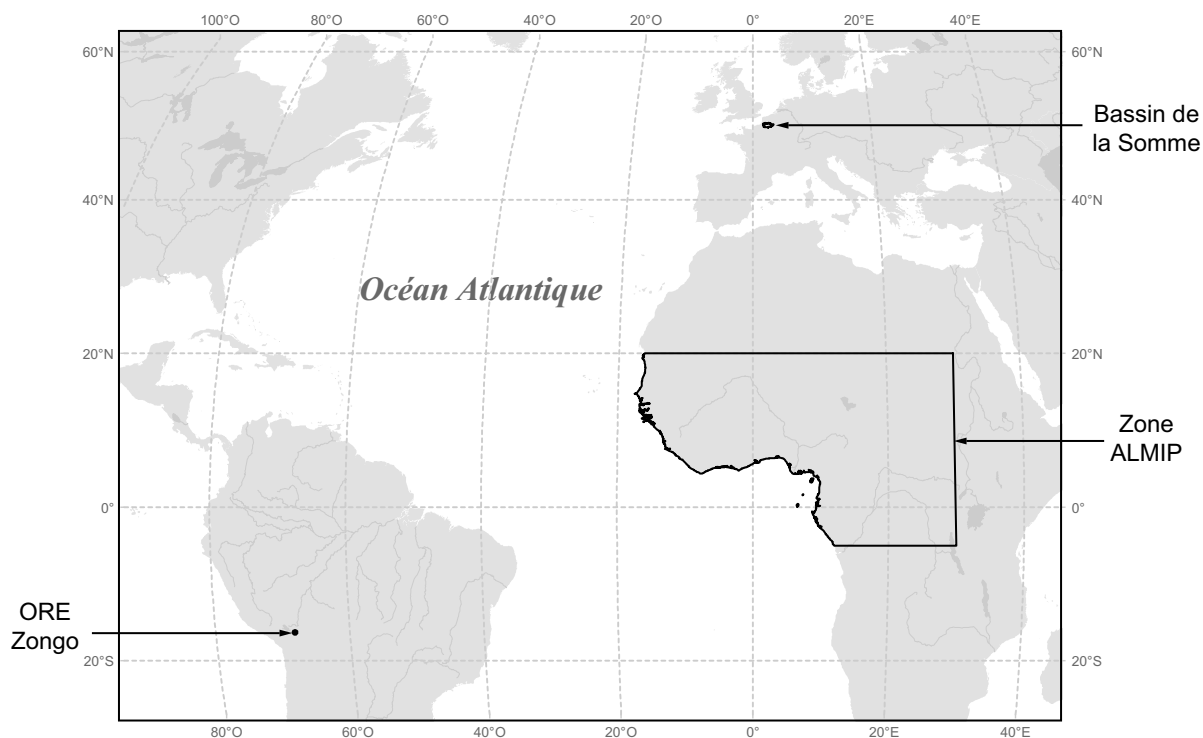 100°O 80°O 60°O 40°O 20°O 0° 20°E 40°E
60°N 60°N
Bassin de
la Somme
40°N 40°N
Océan Atlantique
20°N 20°N
Zone
ALMIP
0° 0°
ORE
Zongo
20°S 20°S
80°O 60°O 40°O 20°O 0° 20°E 40°E